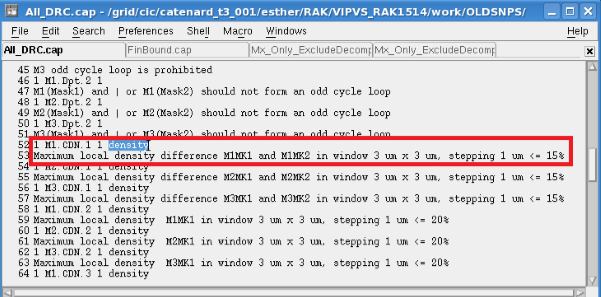 All_DRC.cap - /grid/cic/catenard_t3_001/esther/RAK/VIPVS_RAK1514/work/OLDSNPS/
File Edit Search Preferences Shell Macro Windows Help
All_DRC.cap FinBound.cap Mx_Only_ExcludeDecomp Mx_Only_ExcludeDecomp
45 M3 odd cycle loop is prohibited
46 1 M1.Dpt.2 1
47 M1(Mask1) and | or M1(Mask2) should not form an odd cycle loop
48 1 M2.Dpt.2 1
49 M2(Mask1) and | or M2(Mask2) should not form an odd cycle loop
50 1 M3.Dpt.2 1
51 M3(Mask1) and | or M3(Mask2) should not form an odd cycle loop
52 1 M1.CDN.1 1 density
53 Maximum local density difference M1MK1 and M1MK2 in window 3 um x 3 um, stepping 1 um <= 15%
54 1 M2.CDN.1 1 density
55 Maximum local density difference M2MK1 and M2MK2 in window 3 um x 3 um, stepping 1 um <= 15%
56 1 M3.CDN.1 1 density
57 Maximum local density difference M3MK1 and M3MK2 in window 3 um x 3 um, stepping 1 um <= 15%
58 1 M1.CDN.2 1 density
59 Maximum local density M1MK1 in window 3 um x 3 um, stepping 1 um <= 20%
60 1 M2.CDN.2 1 density
61 Maximum local density M2MK1 in window 3 um x 3 um, stepping 1 um <= 20%
62 1 M3.CDN.2 1 density
63 Maximum local density M3MK1 in window 3 um x 3 um, stepping 1 um <= 20%
64 1 M1.CDN.3 1 density